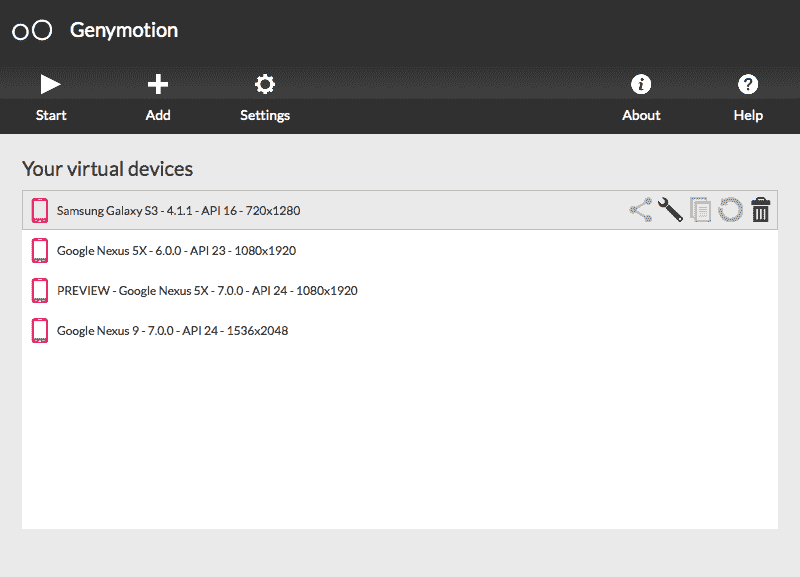 Genymotion
Start Add Settings About Help
Your virtual devices
Samsung Galaxy S3 - 4.1.1 - API 16 - 720x1280
Google Nexus 5X - 6.0.0 - API 23 - 1080x1920
PREVIEW - Google Nexus 5X - 7.0.0 - API 24 - 1080x1920
Google Nexus 9 - 7.0.0 - API 24 - 1536x2048